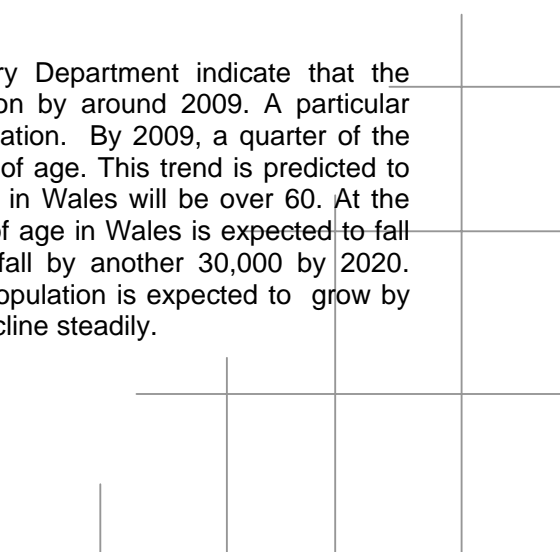 ry Department indicate that the
on by around 2009. A particular
ation. By 2009, a quarter of the
of age. This trend is predicted to
in Wales will be over 60. At the
of age in Wales is expected to fall
fall by another 30,000 by 2020.
opulation is expected to grow by
cline steadily.